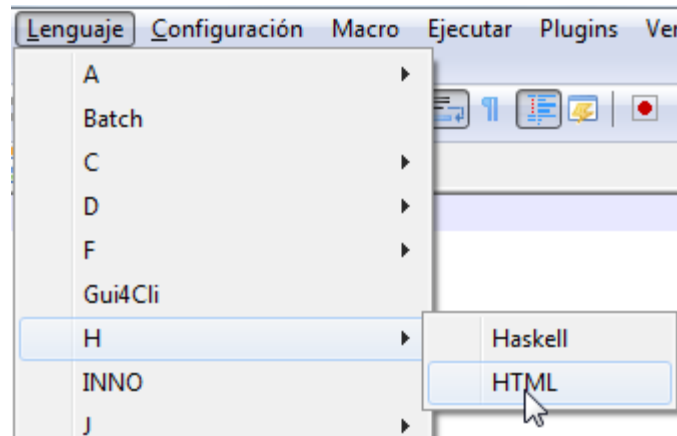 Lenguaje Configuración Macro Ejecutar Plugins
A
Batch
C
D
F
Gui4Cli
H
Haskell
INNO
HTML
J